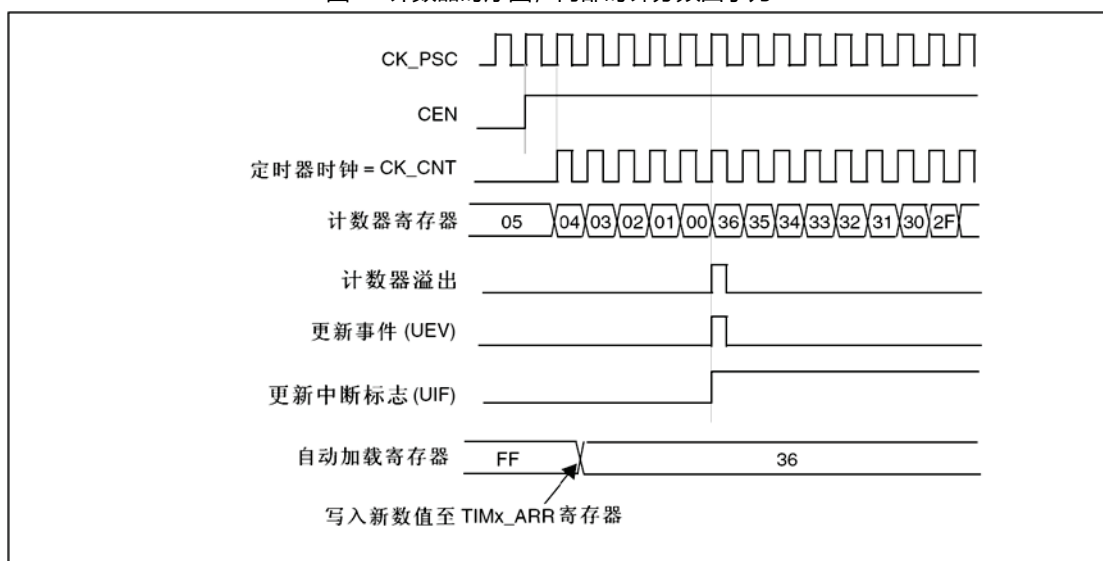 CK_PSC
CEN
定时器时钟 = CK_CNT
计数器寄存器 05 04 03 02 01 00 36 35 34 33 32 31 30 2F
计数器溢出
更新事件 (UEV)
更新中断标志 (UIF)
自动加载寄存器 FF 36
写入新数值至 TIMx_ARR 寄存器